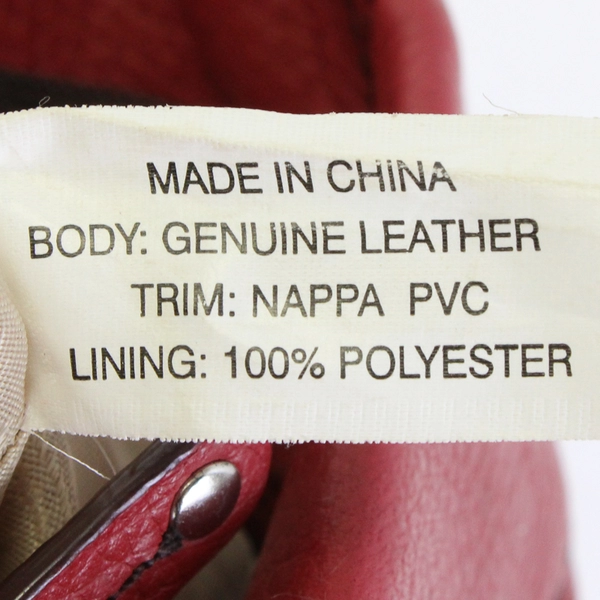 MADE IN CHINA
BODY: GENUINE LEATHER
TRIM: NAPPA PVC
LINING: 100% POLYESTER